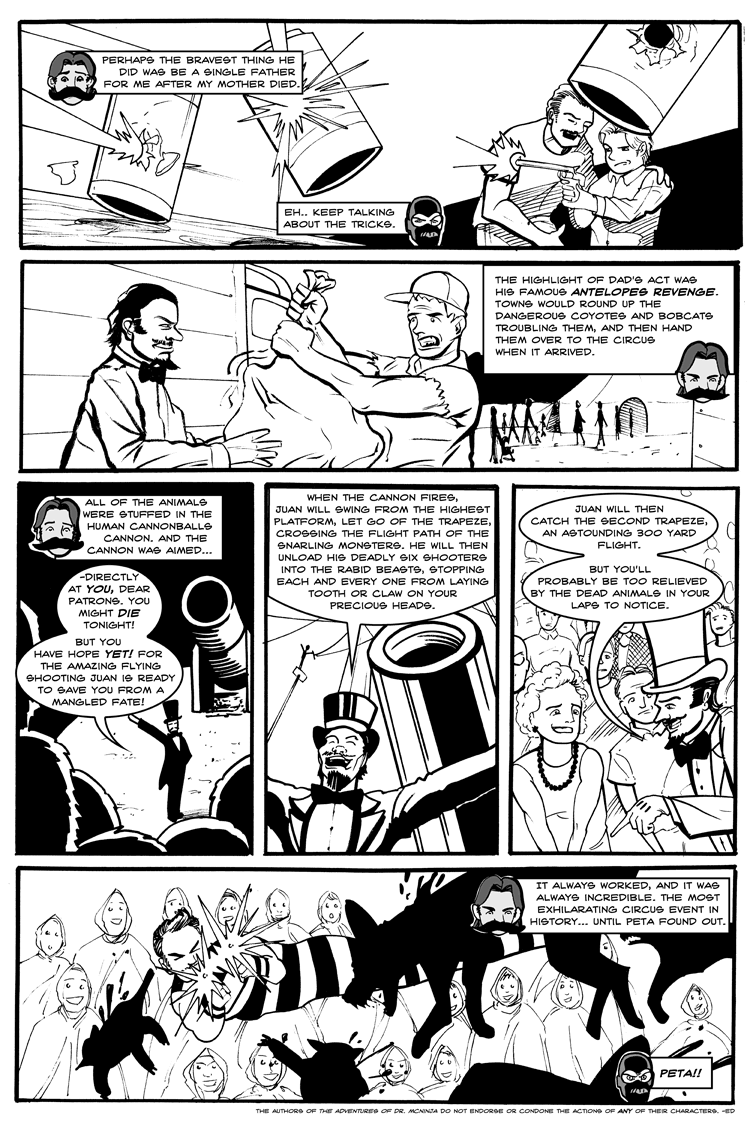 PERHAPS THE BRAVEST THING HE
DID WAS BE A SINGLE FATHER
FOR ME AFTER MY MOTHER DIED.
EH.. KEEP TALKING
ABOUT THE TRICKS.
THE HIGHLIGHT OF DAD'S ACT WAS
HIS FAMOUS ANTELOPES REVENGE.
TOWNS WOULD ROUND UP THE
DANGEROUS COYOTES AND BOBCATS
TROUBLING THEM, AND THEN HAND
THEM OVER TO THE CIRCUS
WHEN IT ARRIVED.
ALL OF THE ANIMALS
WERE STUFFED IN THE
HUMAN CANNONBALLS
CANNON. AND THE
CANNON WAS AIMED...
-DIRECTLY
AT YOU, DEAR
PATRONS. YOU
MIGHT DIE
TONIGHT!
BUT YOU
HAVE HOPE YET! FOR
THE AMAZING FLYING
SHOOTING JUAN IS READY
TO SAVE YOU FROM A
MANGLED FATE!
WHEN THE CANNON FIRES,
JUAN WILL SWING FROM THE HIGHEST
PLATFORM, LET GO OF THE TRAPEZE,
CROSSING THE FLIGHT PATH OF THE
SNARLING MONSTERS. HE WILL THEN
UNLOAD HIS DEADLY SIX SHOOTERS
INTO THE RABID BEASTS, STOPPING
EACH AND EVERY ONE FROM LAYING
TOOTH OR CLAW ON YOUR
PRECIOUS HEADS.
JUAN WILL THEN
CATCH THE SECOND TRAPEZE,
AN ASTOUNDING 300 YARD
FLIGHT.
BUT YOU'LL
PROBABLY BE TOO RELIEVED
BY THE DEAD ANIMALS IN YOUR
LAPS TO NOTICE.
IT ALWAYS WORKED, AND IT WAS
ALWAYS INCREDIBLE. THE MOST
EXHILARATING CIRCUS EVENT IN
HISTORY... UNTIL PETA FOUND OUT.
PETA!!
THE AUTHORS OF THE ADVENTURES OF DR. MCNINJA DO NOT ENDORSE OR CONDONE THE ACTIONS OF ANY OF THEIR CHARACTERS. -ED